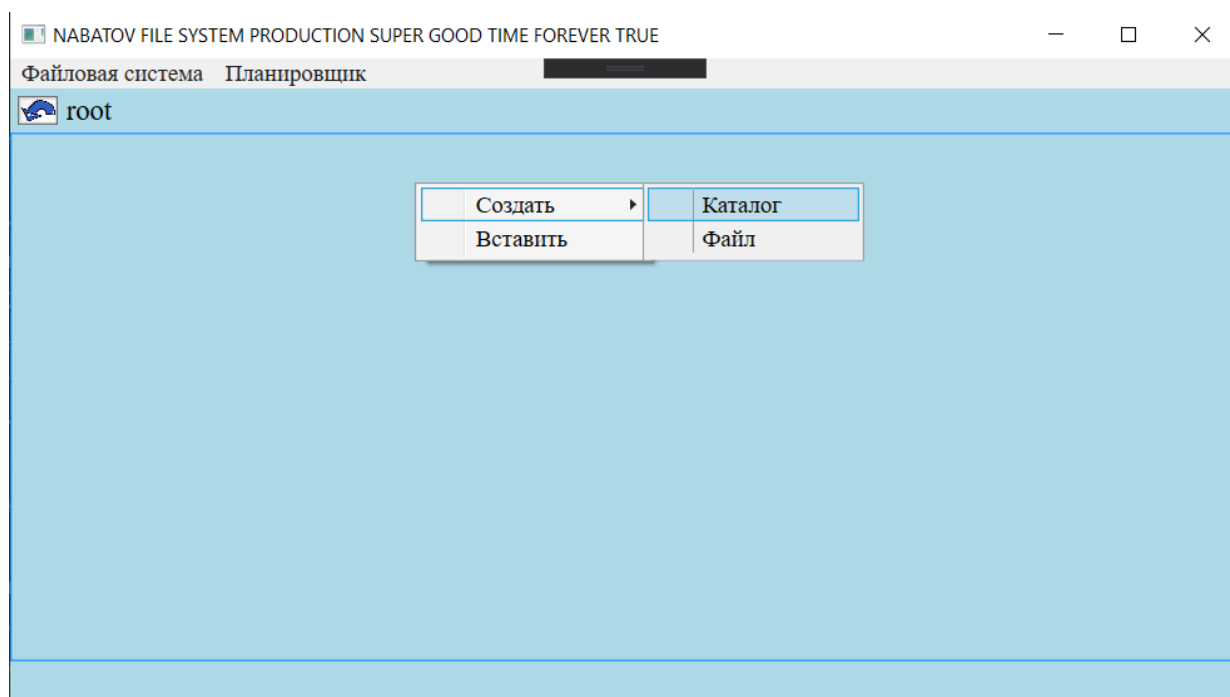 NABATOV FILE SYSTEM PRODUCTION SUPER GOOD TIME FOREVER TRUE
Файловая система Планировщик
root
Создать Каталог
Вставить Файл